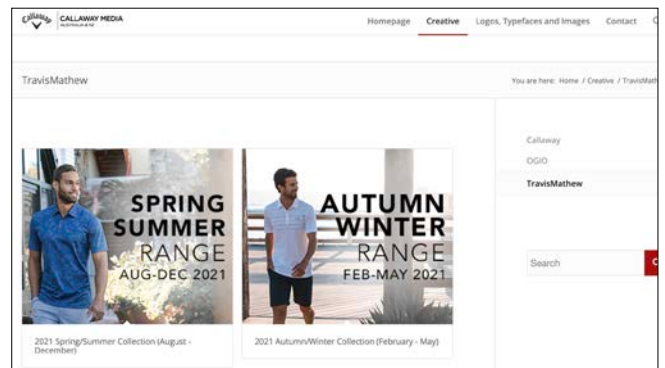 Callaway
CALLAWAY MEDIA
AUSTRALIA & NZ
Homepage Creative Logos, Typefaces and Images Contact
TravisMathew
You are here: Home / Creative / TravisMath
Callaway
OGIO
TravisMathew
SPRING
SUMMER
RANGE
AUG-DEC 2021
AUTUMN
WINTER
RANGE
FEB-MAY 2021
Search
2021 Spring/Summer Collection (August -
December)
2021 Autumn/Winter Collection (February - May)